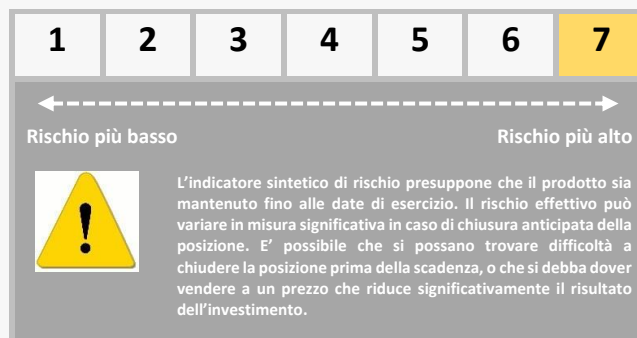 1 2 3 4 5 6 7
Rischio più basso Rischio più alto
L'indicatore sintetico di rischio presuppone che il prodotto sia
mantenuto fino alle date di esercizio. Il rischio effettivo può
variare in misura significativa in caso di chiusura anticipata della
posizione. E' possibile che si possano trovare difficoltà a
chiudere la posizione prima della scadenza, o che si debba dover
vendere a un prezzo che riduce significativamente il risultato
dell'investimento.